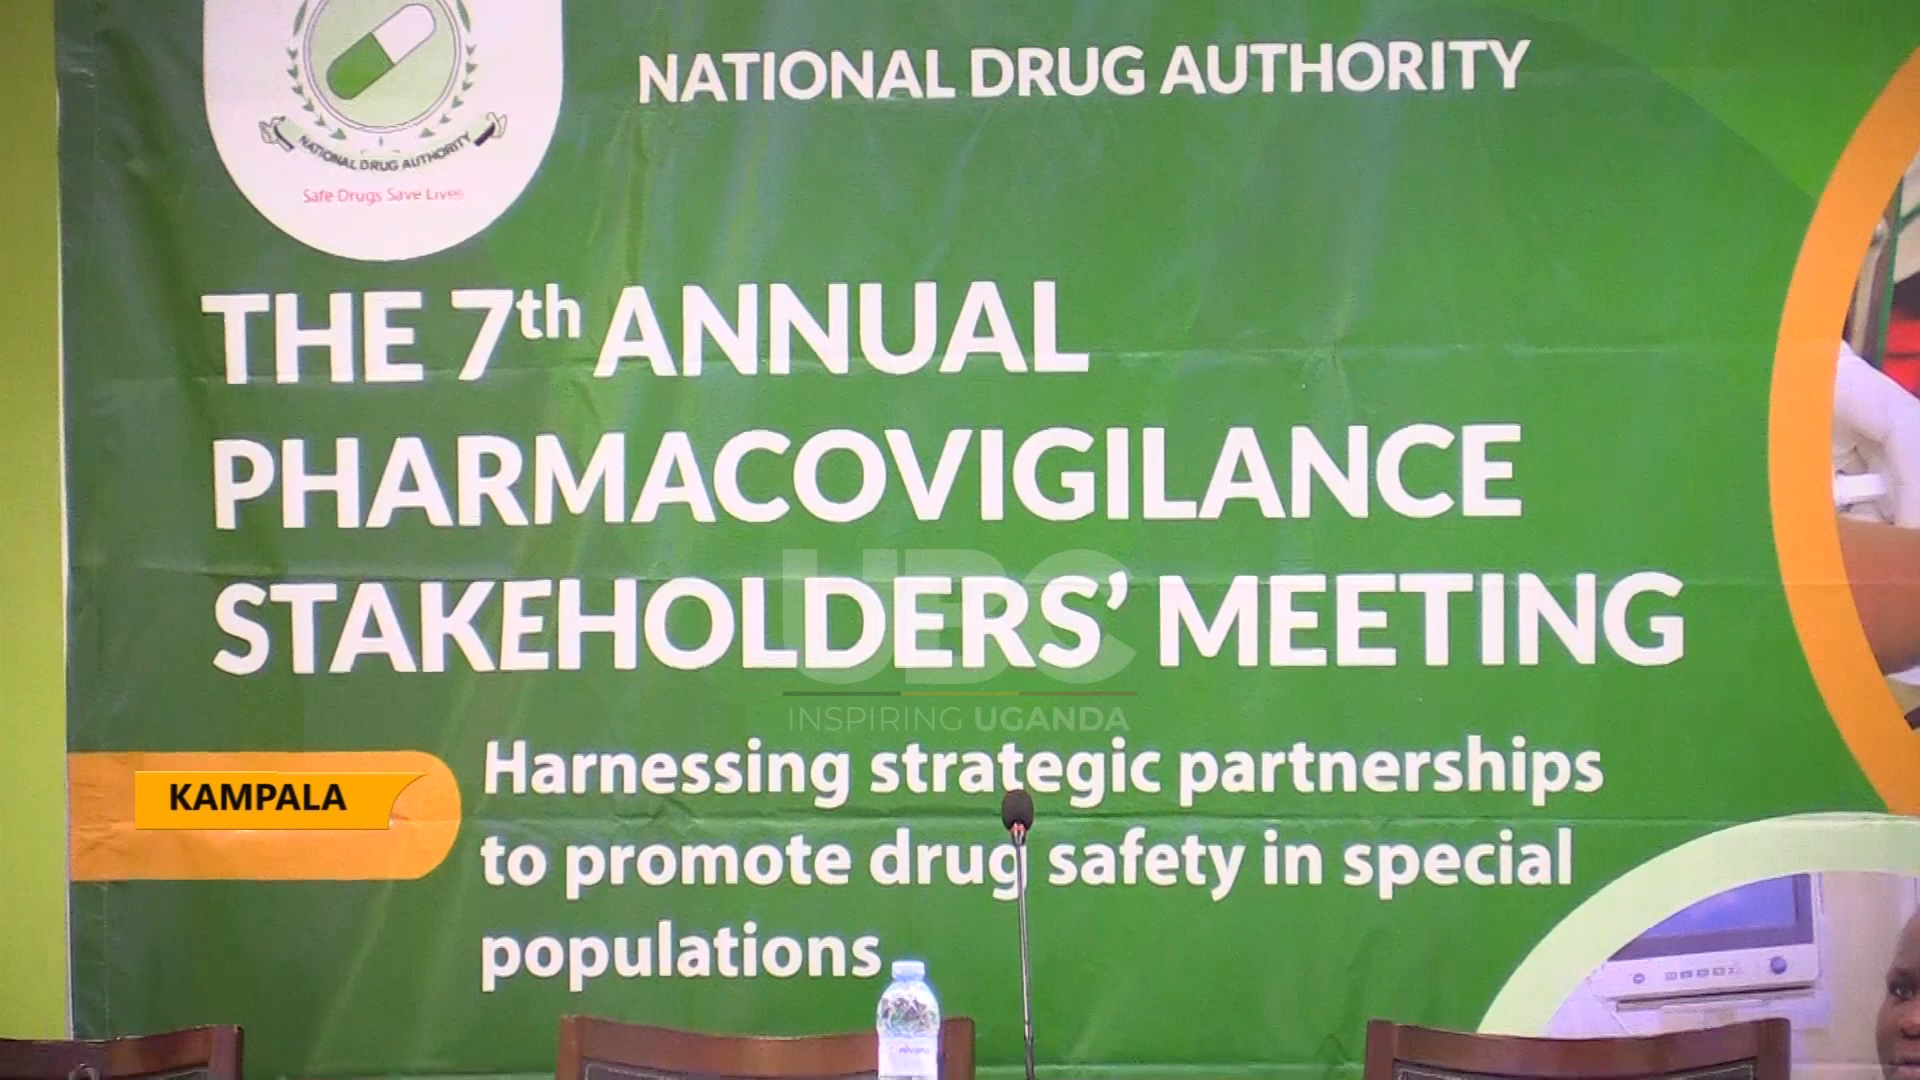 NATIONAL DRUG AUTHORITY
NATIONAL DRUG AUTHORITY
Safe Drugs Save Lives
THE 7th ANNUAL
PHARMACOVIGILANCE
STAKEHOLDERS' MEETING
UBC
INSPIRING UGANDA
Harnessing strategic partnerships
to promote drug safety in special
populations
KAMPALA